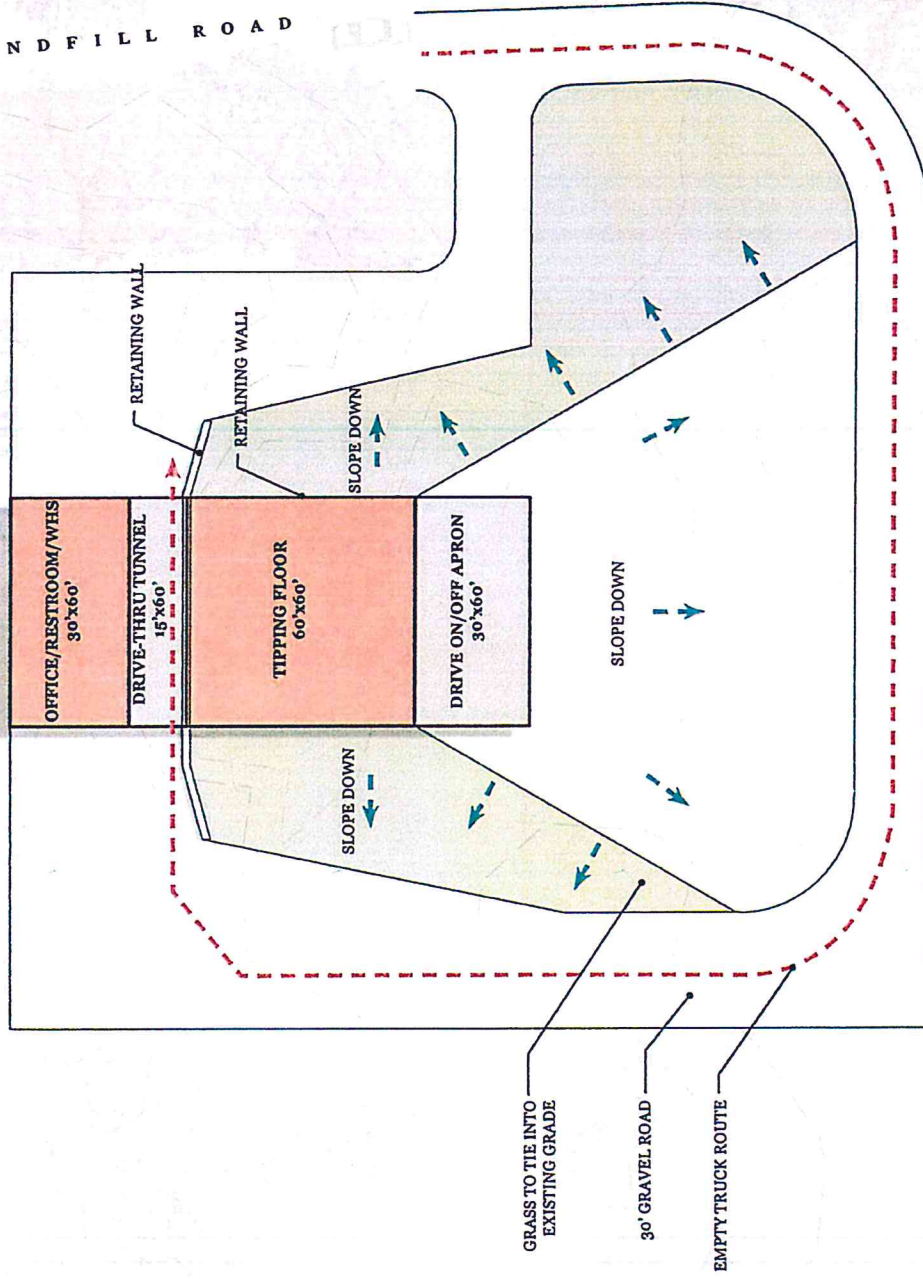 NDFILL ROAD
RETAINING WALL
RETAINING WALL
OFFICE/RESTROOM/WHS
30'x60'
DRIVE-THRU TUNNEL
15'x60'
SLOPE DOWN
TIPPING FLOOR
60'x60'
SLOPE DOWN
DRIVE ON/OFF APRON
30'x60'
SLOPE DOWN
GRASS TO TIE INTO
EXISTING GRADE
30' GRAVEL ROAD
EMPTY TRUCK ROUTE